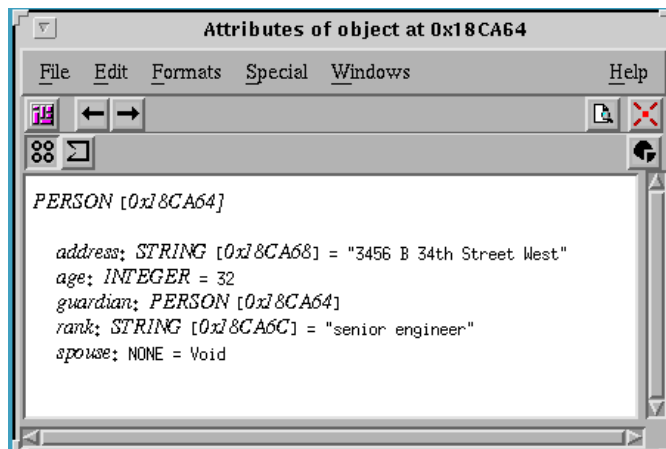 Attributes of object at 0x18CA64
File Edit Formats Special Windows Help
PERSON [0x18CA64]
address: STRING [0x18CA68] = "3456 B 34th Street West"
age: INTEGER = 32
guardian: PERSON [0x18CA64]
rank: STRING [0x18CA6C] = "senior engineer"
spouse: NONE = Void